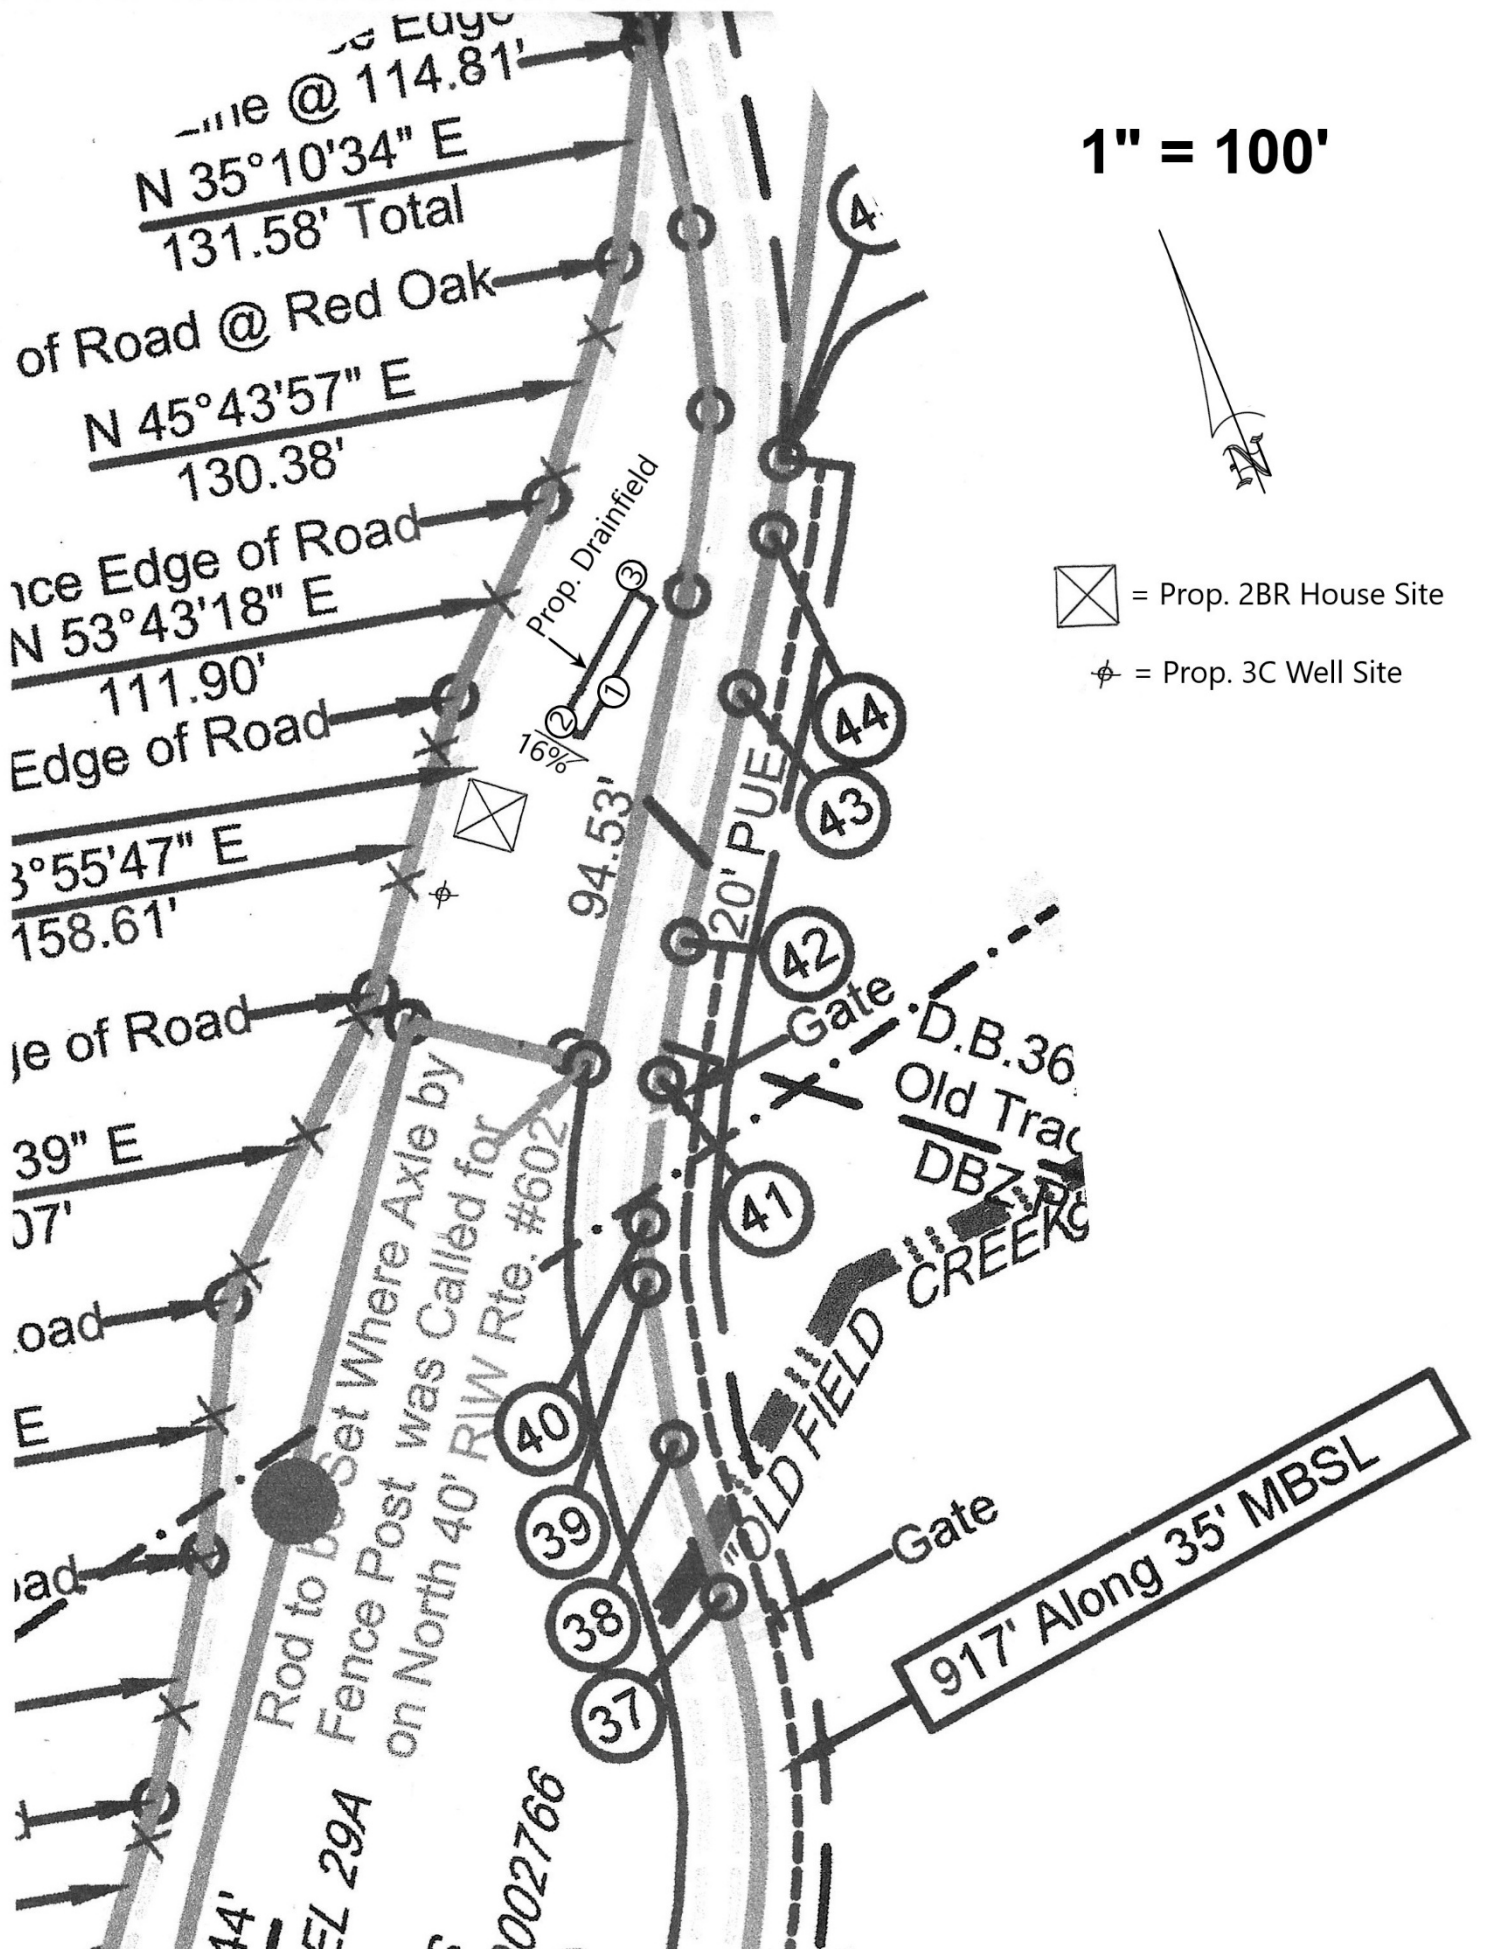 Edge
@ 114.81'
N 35°10'34" E
131.58' Total
of Road @ Red Oak
N 45°43'57" E
130.38'
Edge of Road
N 53°43'18" E
111.90'
Edge of Road
3°55'47" E
158.61'
of Road
39" E
07'
oad
E
oad
1" = 100'
N
= Prop. 2BR House Site
= Prop. 3C Well Site
Prop. Drainfield
3
1
2
16%
94.53'
20' PUE
4
44
43
42
Gate
41
40
39
38
37
D.B.36
Old Trac
CREEK
"OLD FIELD
Gate
917' Along 35' MBSL
Rod to be Set Where Axle by
Fence Post was Called for
on North 40' R\W Rte. #602
44'
EL 29A
002766